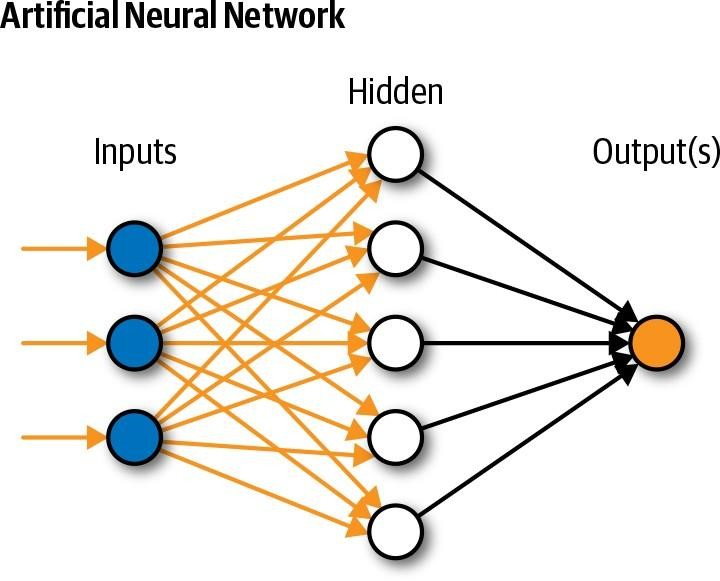 Artificial Neural Network
Hidden
Inputs
Output(s)